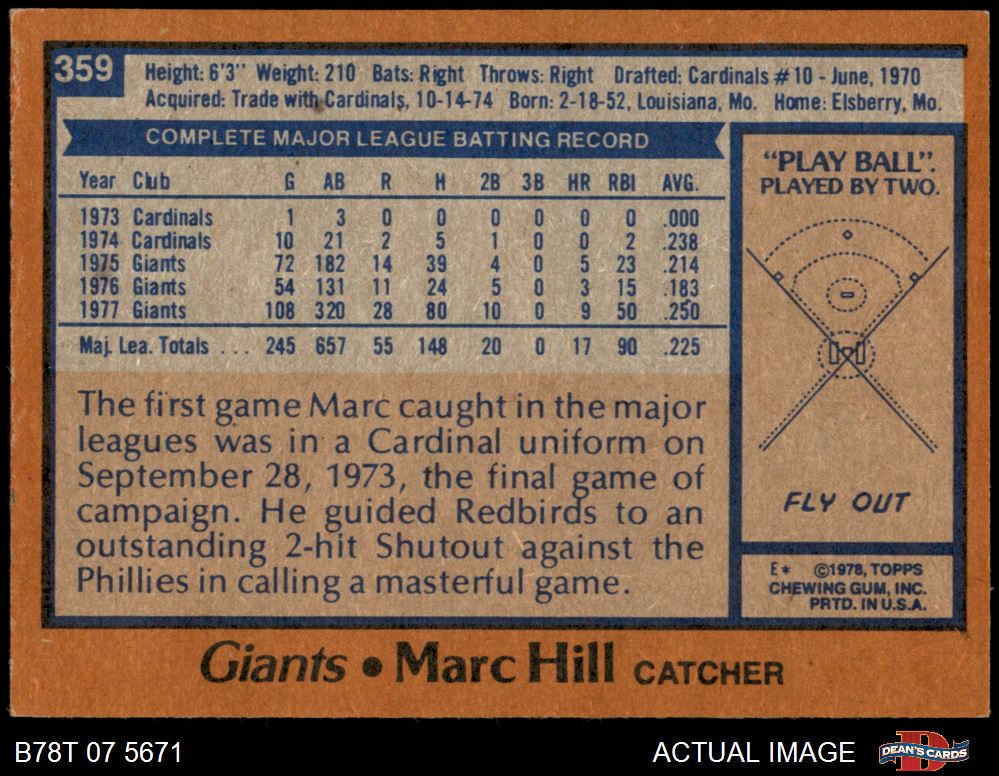 359
Height: 6'3" Weight: 210 Bats: Right Throws: Right Drafted: Cardinals #10 - June, 1970
Acquired: Trade with Cardinals, 10-14-74 Born: 2-18-52, Louisiana, Mo. Home: Elsberry, Mo.
COMPLETE MAJOR LEAGUE BATTING RECORD
Year Club G AB R H 2B 3B HR RBI AVG.
1973 Cardinals 1 3 0 0 0 0 0 0 .000
1974 Cardinals 10 21 2 5 1 0 0 2 .238
1975 Giants 72 182 14 39 4 0 5 23 .214
1976 Giants 54 131 11 24 5 0 3 15 .183
1977 Giants 108 320 28 80 10 0 9 50 .250
Maj. Lea. Totals ... 245 657 55 148 20 0 17 90 .225
The first game Marc caught in the major
leagues was in a Cardinal uniform on
September 28, 1973, the final game of
campaign. He guided Redbirds to an
outstanding 2-hit Shutout against the
Phillies in calling a masterful game.
"PLAY BALL".
PLAYED BY TWO.
FLY OUT
E* ©1978, TOPPS
CHEWING GUM, INC.
PRTD. IN U.S.A.
Giants • Marc Hill CATCHER
B78T 07 5671 ACTUAL IMAGE DEAN'S CARDS